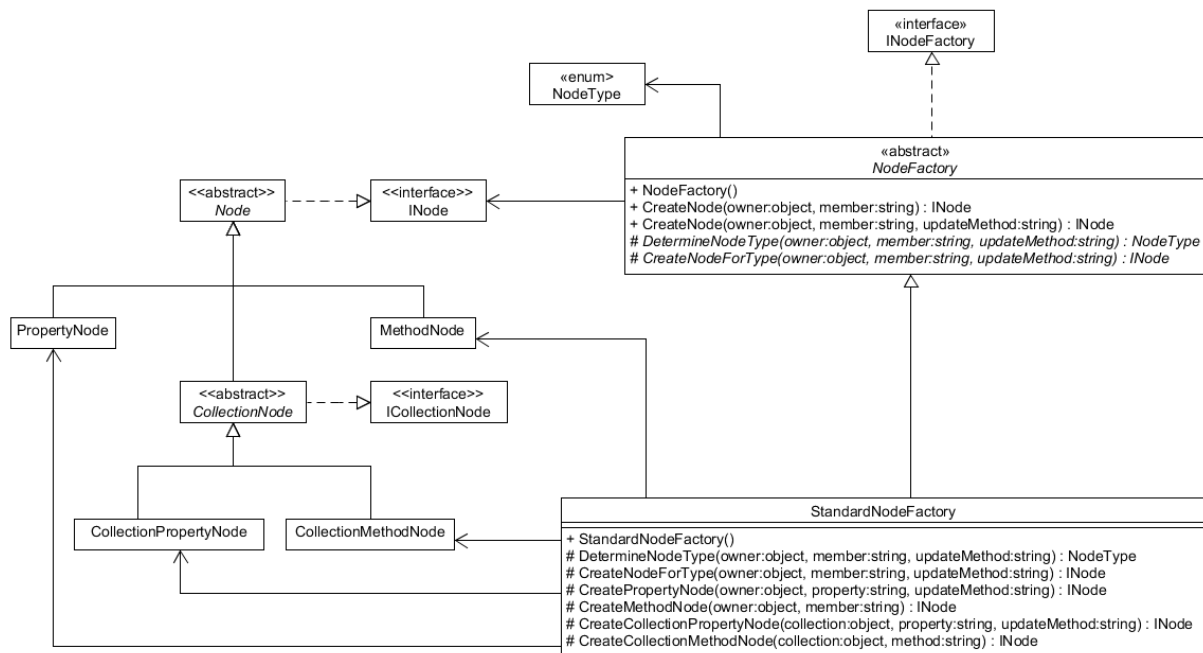 «interface»
INodeFactory
«enum>
NodeType
«abstract»
NodeFactory
+ NodeFactory()
+ CreateNode(owner:object, member:string) : INode
+ CreateNode(owner:object, member:string, updateMethod:string) : INode
# DetermineNodeType(owner:object, member:string, updateMethod:string) : NodeType
# CreateNodeForType(owner:object, member:string, updateMethod:string) : INode
<<abstract>>
Node
<<interface>>
INode
PropertyNode
MethodNode
<<abstract>>
CollectionNode
<<interface>>
ICollectionNode
CollectionPropertyNode
CollectionMethodNode
StandardNodeFactory
+ StandardNodeFactory()
# DetermineNodeType(owner:object, member:string, updateMethod:string) : NodeType
# CreateNodeForType(owner:object, member:string, updateMethod:string) : INode
# CreatePropertyNode(owner:object, property:string, updateMethod:string) : INode
# CreateMethodNode(owner:object, member:string) : INode
# CreateCollectionPropertyNode(collection:object, property:string, updateMethod:string) : INode
# CreateCollectionMethodNode(collection:object, method:string) : INode